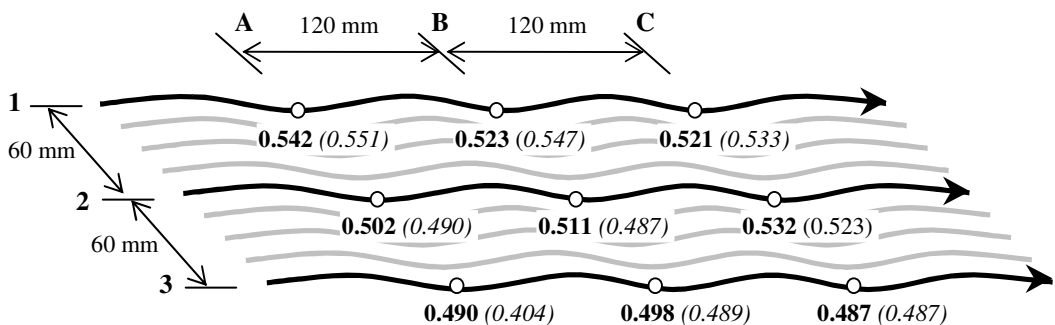 A 120 mm B 120 mm C
1
0.542 (0.551) 0.523 (0.547) 0.521 (0.533)
60 mm
2
0.502 (0.490) 0.511 (0.487) 0.532 (0.523)
60 mm
3
0.490 (0.404) 0.498 (0.489) 0.487 (0.487)